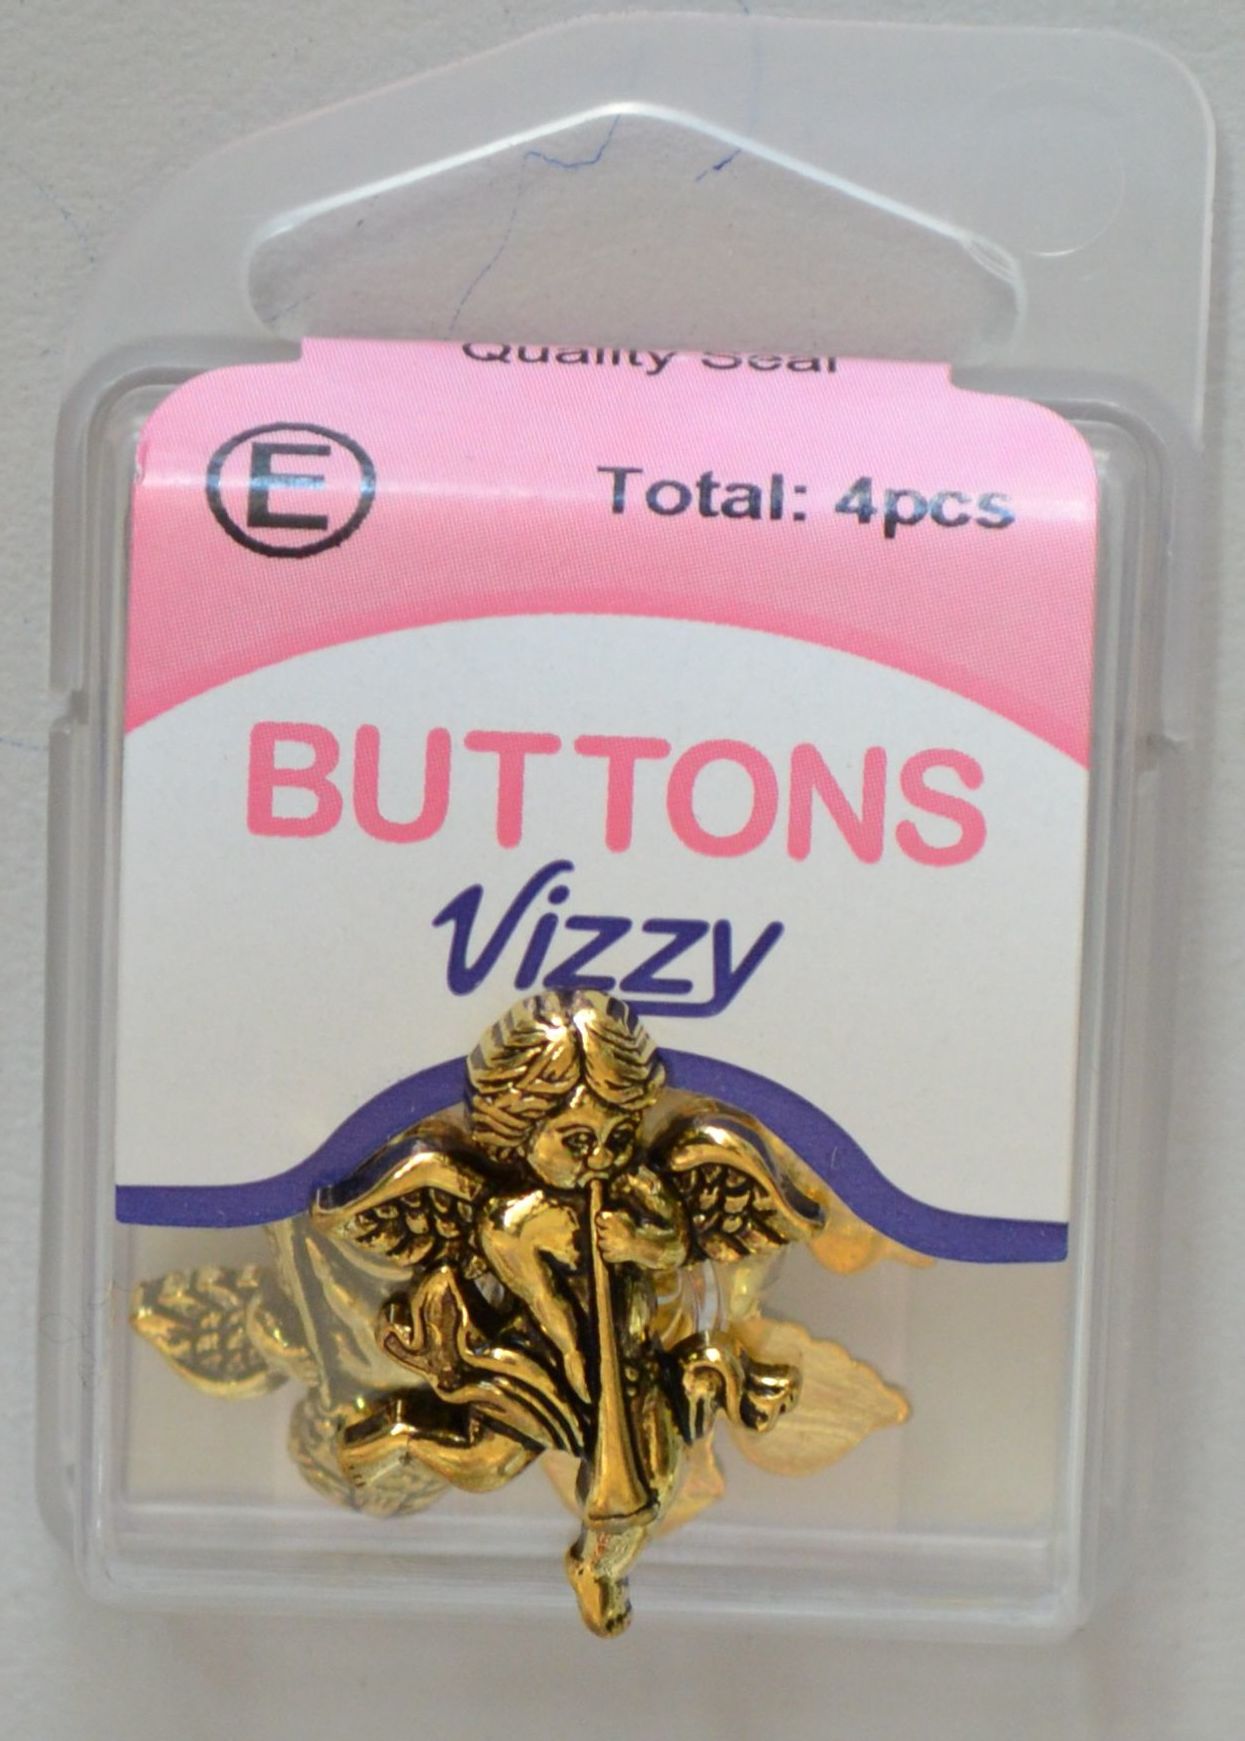 Quality Seal
E
Total: 4pcs
BUTTONS
Vizzy